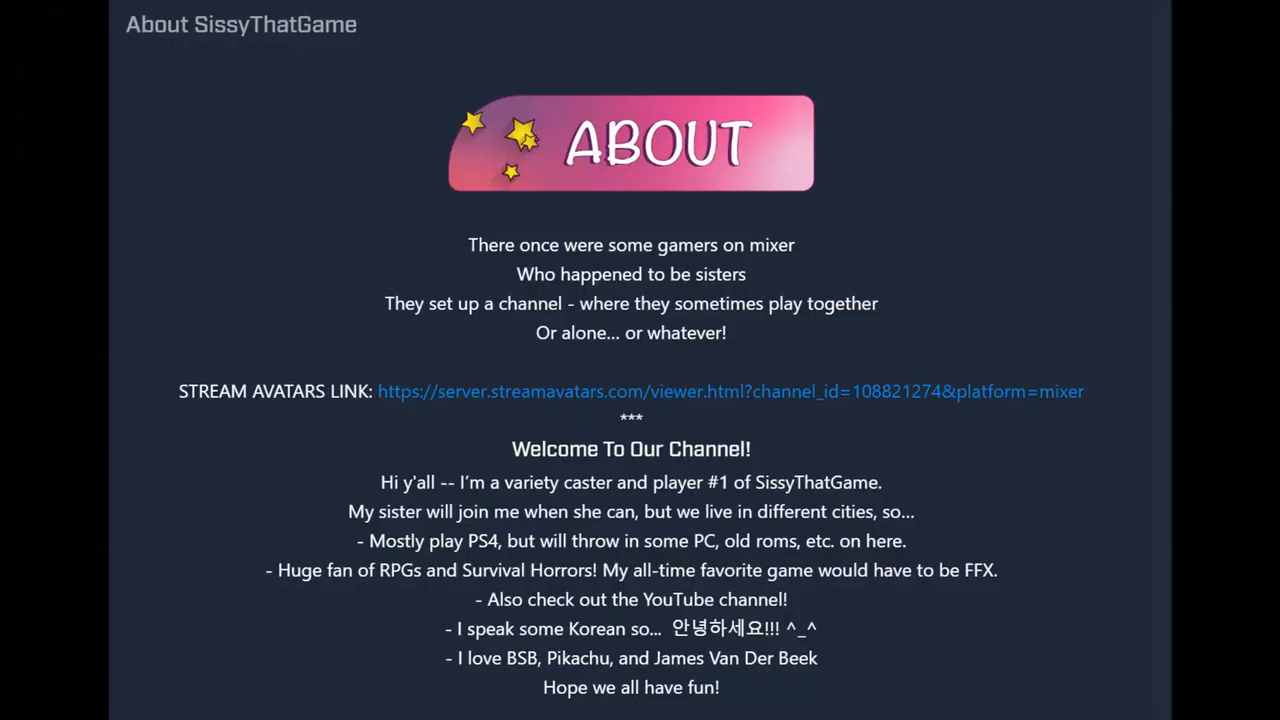 About SissyThatGame
ABOUT
There once were some gamers on mixer
Who happened to be sisters
They set up a channel - where they sometimes play together
Or alone... or whatever!
STREAM AVATARS LINK: https://server.streamavatars.com/viewer.html?channel_id=108821274&platform=mixer
***
Welcome To Our Channel!
Hi y'all -- I’m a variety caster and player #1 of SissyThatGame.
My sister will join me when she can, but we live in different cities, so...
- Mostly play PS4, but will throw in some PC, old roms, etc. on here.
- Huge fan of RPGs and Survival Horrors! My all-time favorite game would have to be FFX.
- Also check out the YouTube channel!
- I speak some Korean so... 안녕하세요!!! ^_^
- I love BSB, Pikachu, and James Van Der Beek
Hope we all have fun!